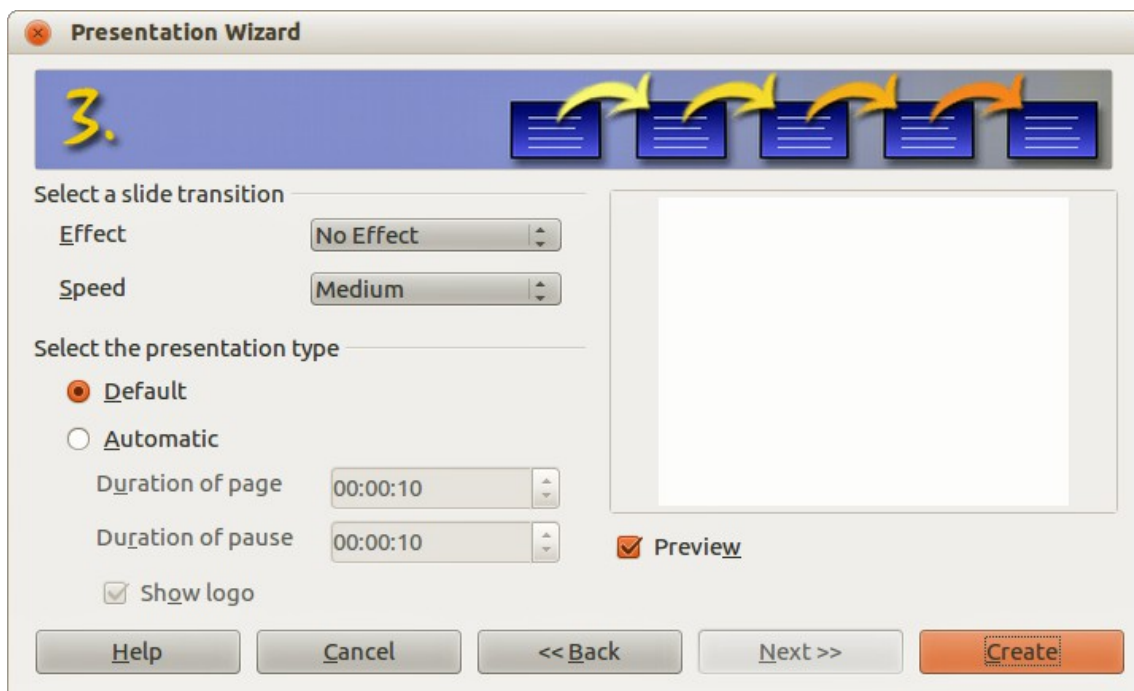 Presentation Wizard
3.
Select a slide transition
Effect No Effect
Speed Medium
Select the presentation type
Default
Automatic
Duration of page 00:00:10
Duration of pause 00:00:10
Preview
Show logo
Help Cancel << Back Next >> Create